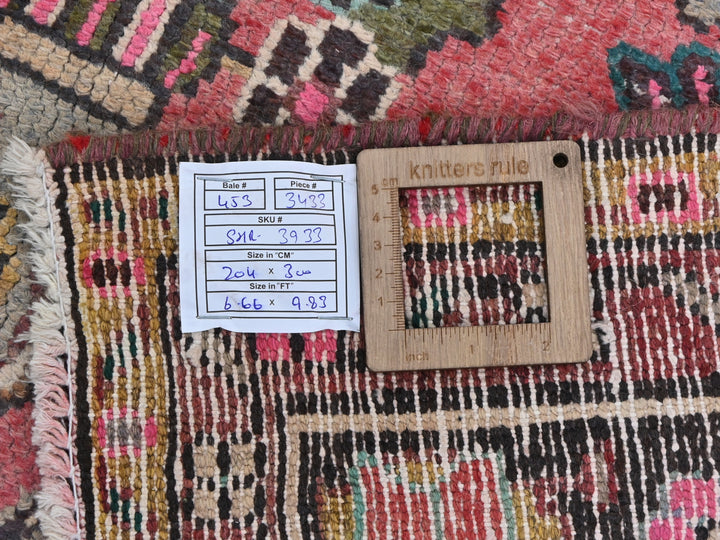 Bale #
Piece #
453
3433
SKU #
SHR- 3933
Size in "CM"
204 x 300
Size in "FT"
6.66 x 9.83
knitters rule
5 cm
4
3
2
1
inch 1 2